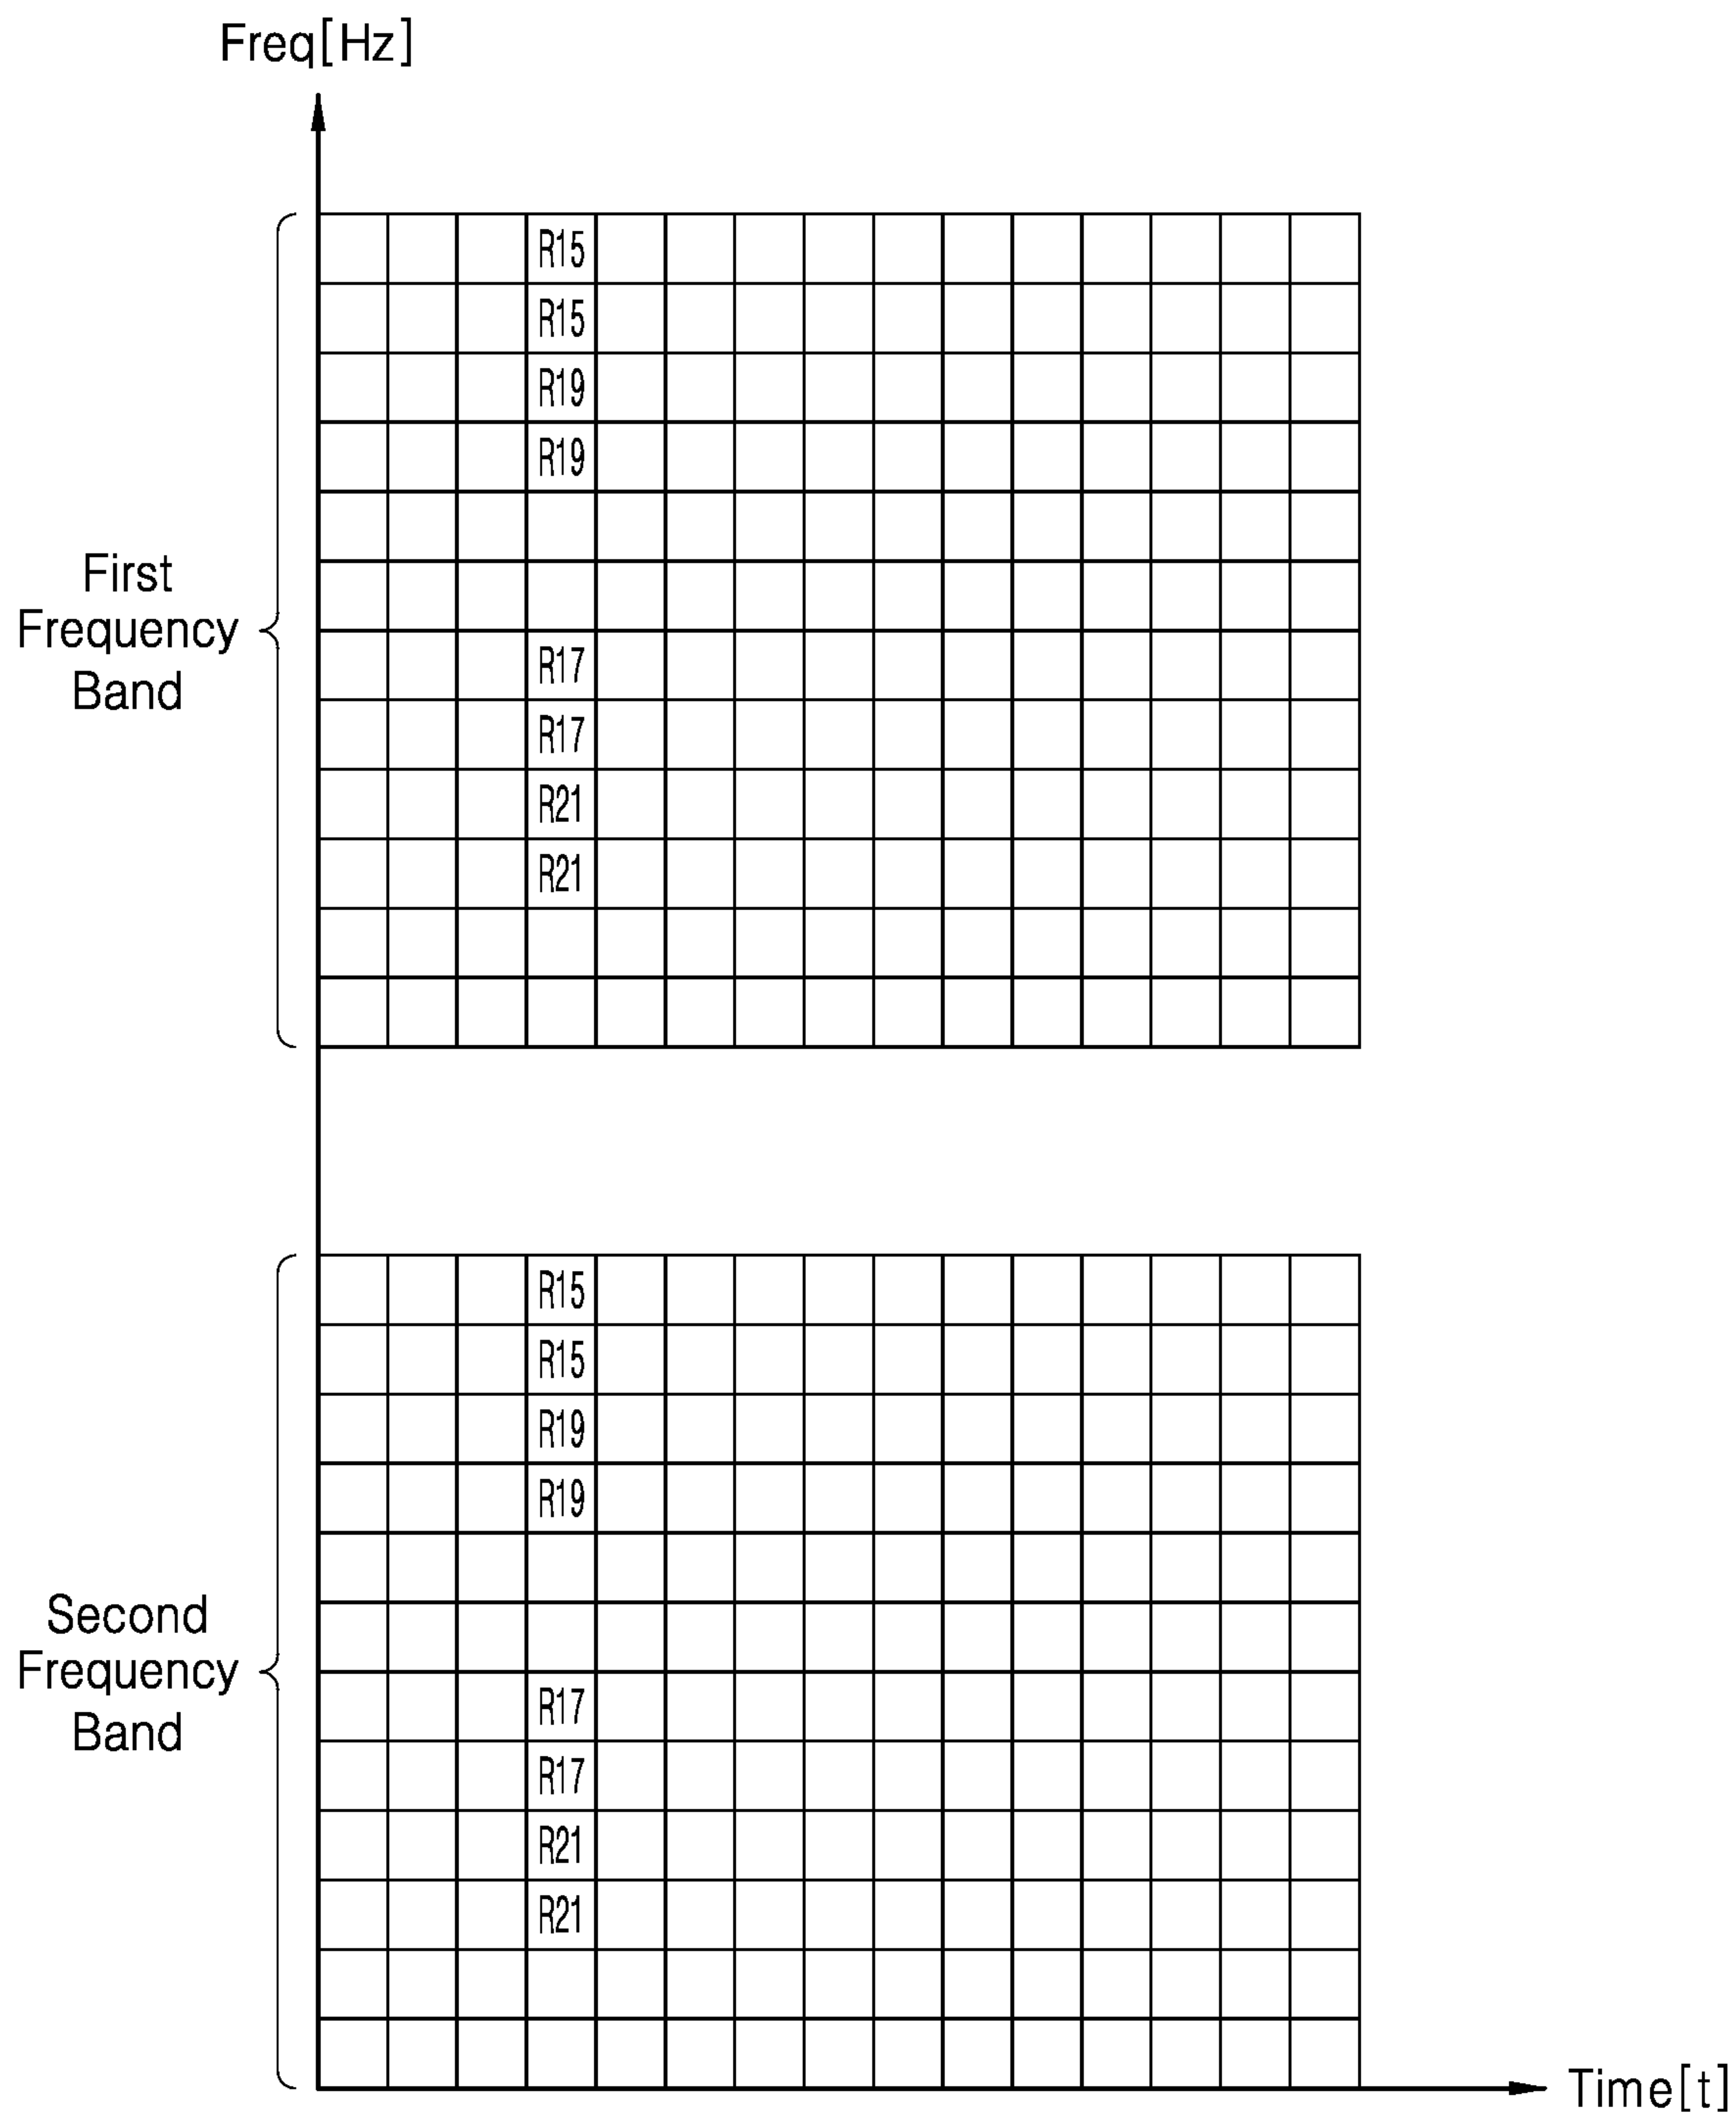 Freq[Hz]
R15
R15
R19
R19
First
Frequency
Band
R17
R17
R21
R21
R15
R15
R19
R19
Second
Frequency
Band
R17
R17
R21
R21
Time[t]